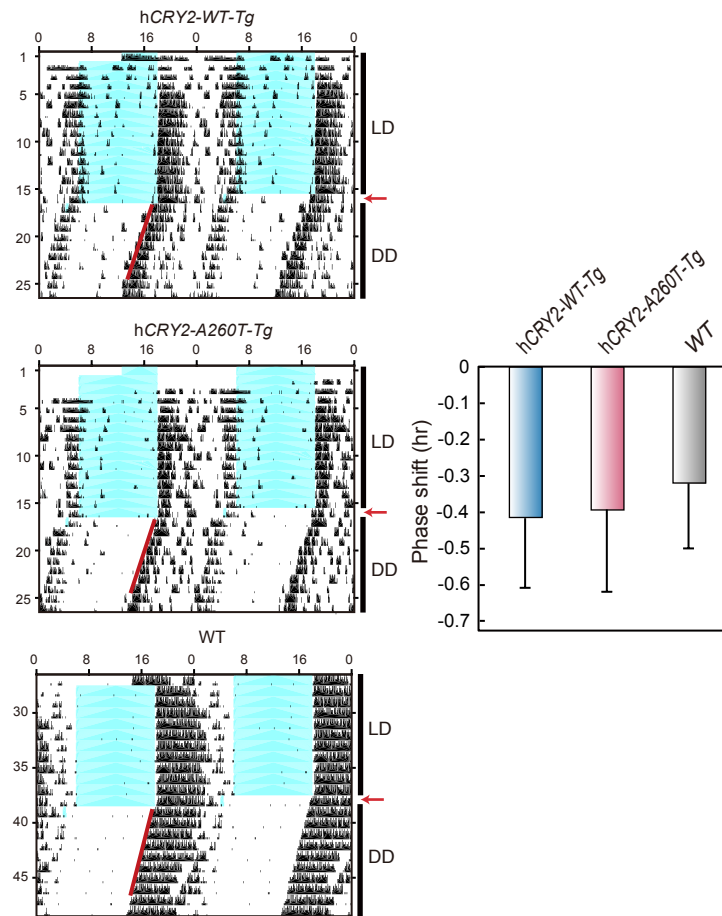 hCRY2-WT-Tg
0 8 16 0 8 16 0
1
5
10
15
20
25
LD
DD
hCRY2-A260T-Tg
0 8 16 0 8 16 0
1
5
10
15
20
25
LD
DD
WT
0 8 16 0 8 16 0
30
35
40
45
LD
DD
hCRY2-WT-Tg
hCRY2-A260T-Tg
WT
Phase shift (hr)
0
-0.1
-0.2
-0.3
-0.4
-0.5
-0.6
-0.7